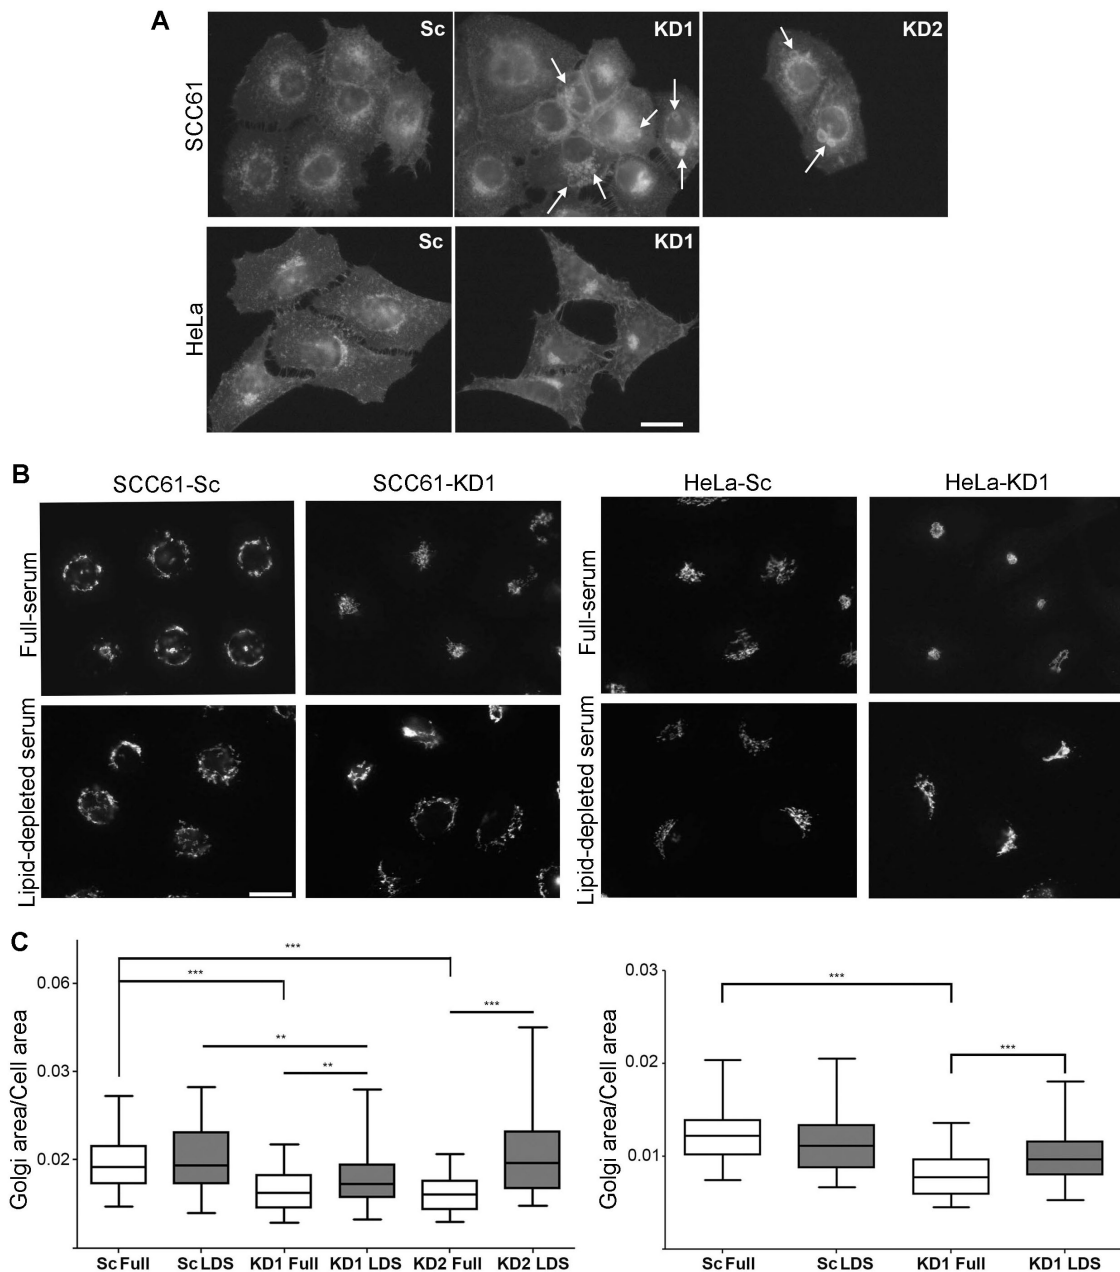 A
Sc
KD1
KD2
SCC61
Sc
KD1
HeLa
B
SCC61-Sc
SCC61-KD1
HeLa-Sc
HeLa-KD1
Full-serum
Full-serum
Lipid-depleted serum
Lipid-depleted serum
C
Golgi area/Cell area
0.06
0.03
0.02
***
***
**
**
***
Sc Full
Sc LDS
KD1 Full
KD1 LDS
KD2 Full
KD2 LDS
Golgi area/Cell area
0.03
0.02
0.01
0.00
***
***
Sc Full
Sc LDS
KD1 Full
KD1 LDS